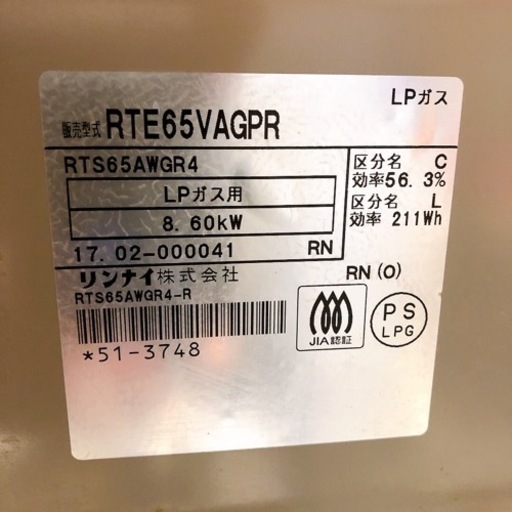 LPガス
販売型式 RTE65VAGPR
RTS65AWGR4
LPガス用
8.60kW
17.02-000041 RN
区分名 C
効率56.3%
区分名 L
効率 211Wh
リンナイ株式会社 RN(O)
RTS65AWGR4-R
*51-3748
JIA認証
PS
LPG